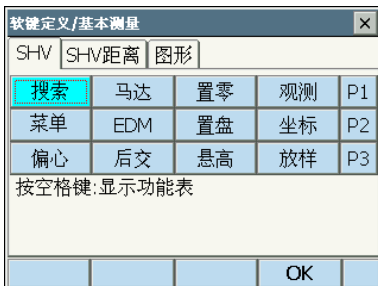 软键定义/基本测量
SHV SHV距离 图形
搜索 马达 置零 观测 P1
菜单 EDM 置盘 坐标 P2
偏心 后交 悬高 放样 P3
按空格键:显示功能表
OK